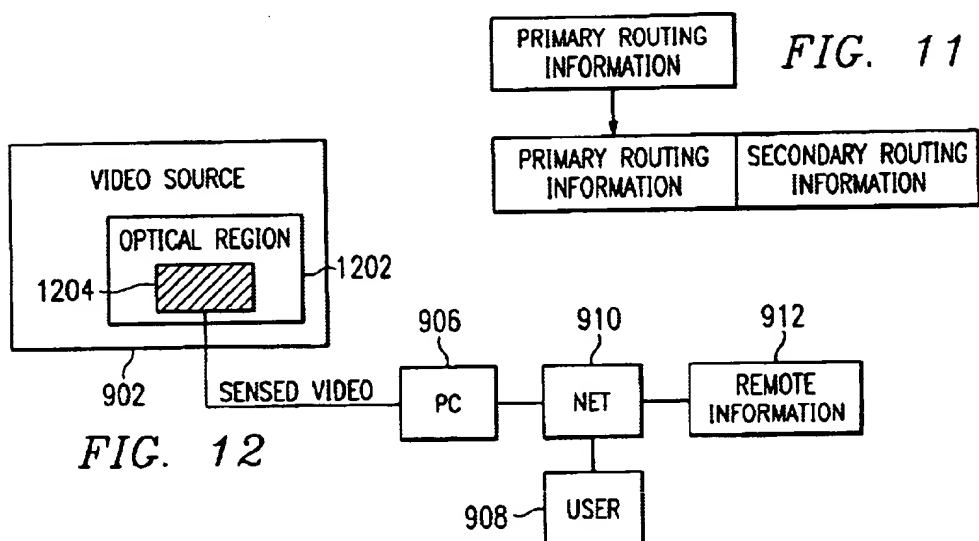 PRIMARY ROUTING
INFORMATION
FIG. 11
PRIMARY ROUTING
INFORMATION
SECONDARY ROUTING
INFORMATION
VIDEO SOURCE
OPTICAL REGION
1204
1202
902
SENSED VIDEO
906
PC
910
NET
912
REMOTE
INFORMATION
908
USER
FIG. 12